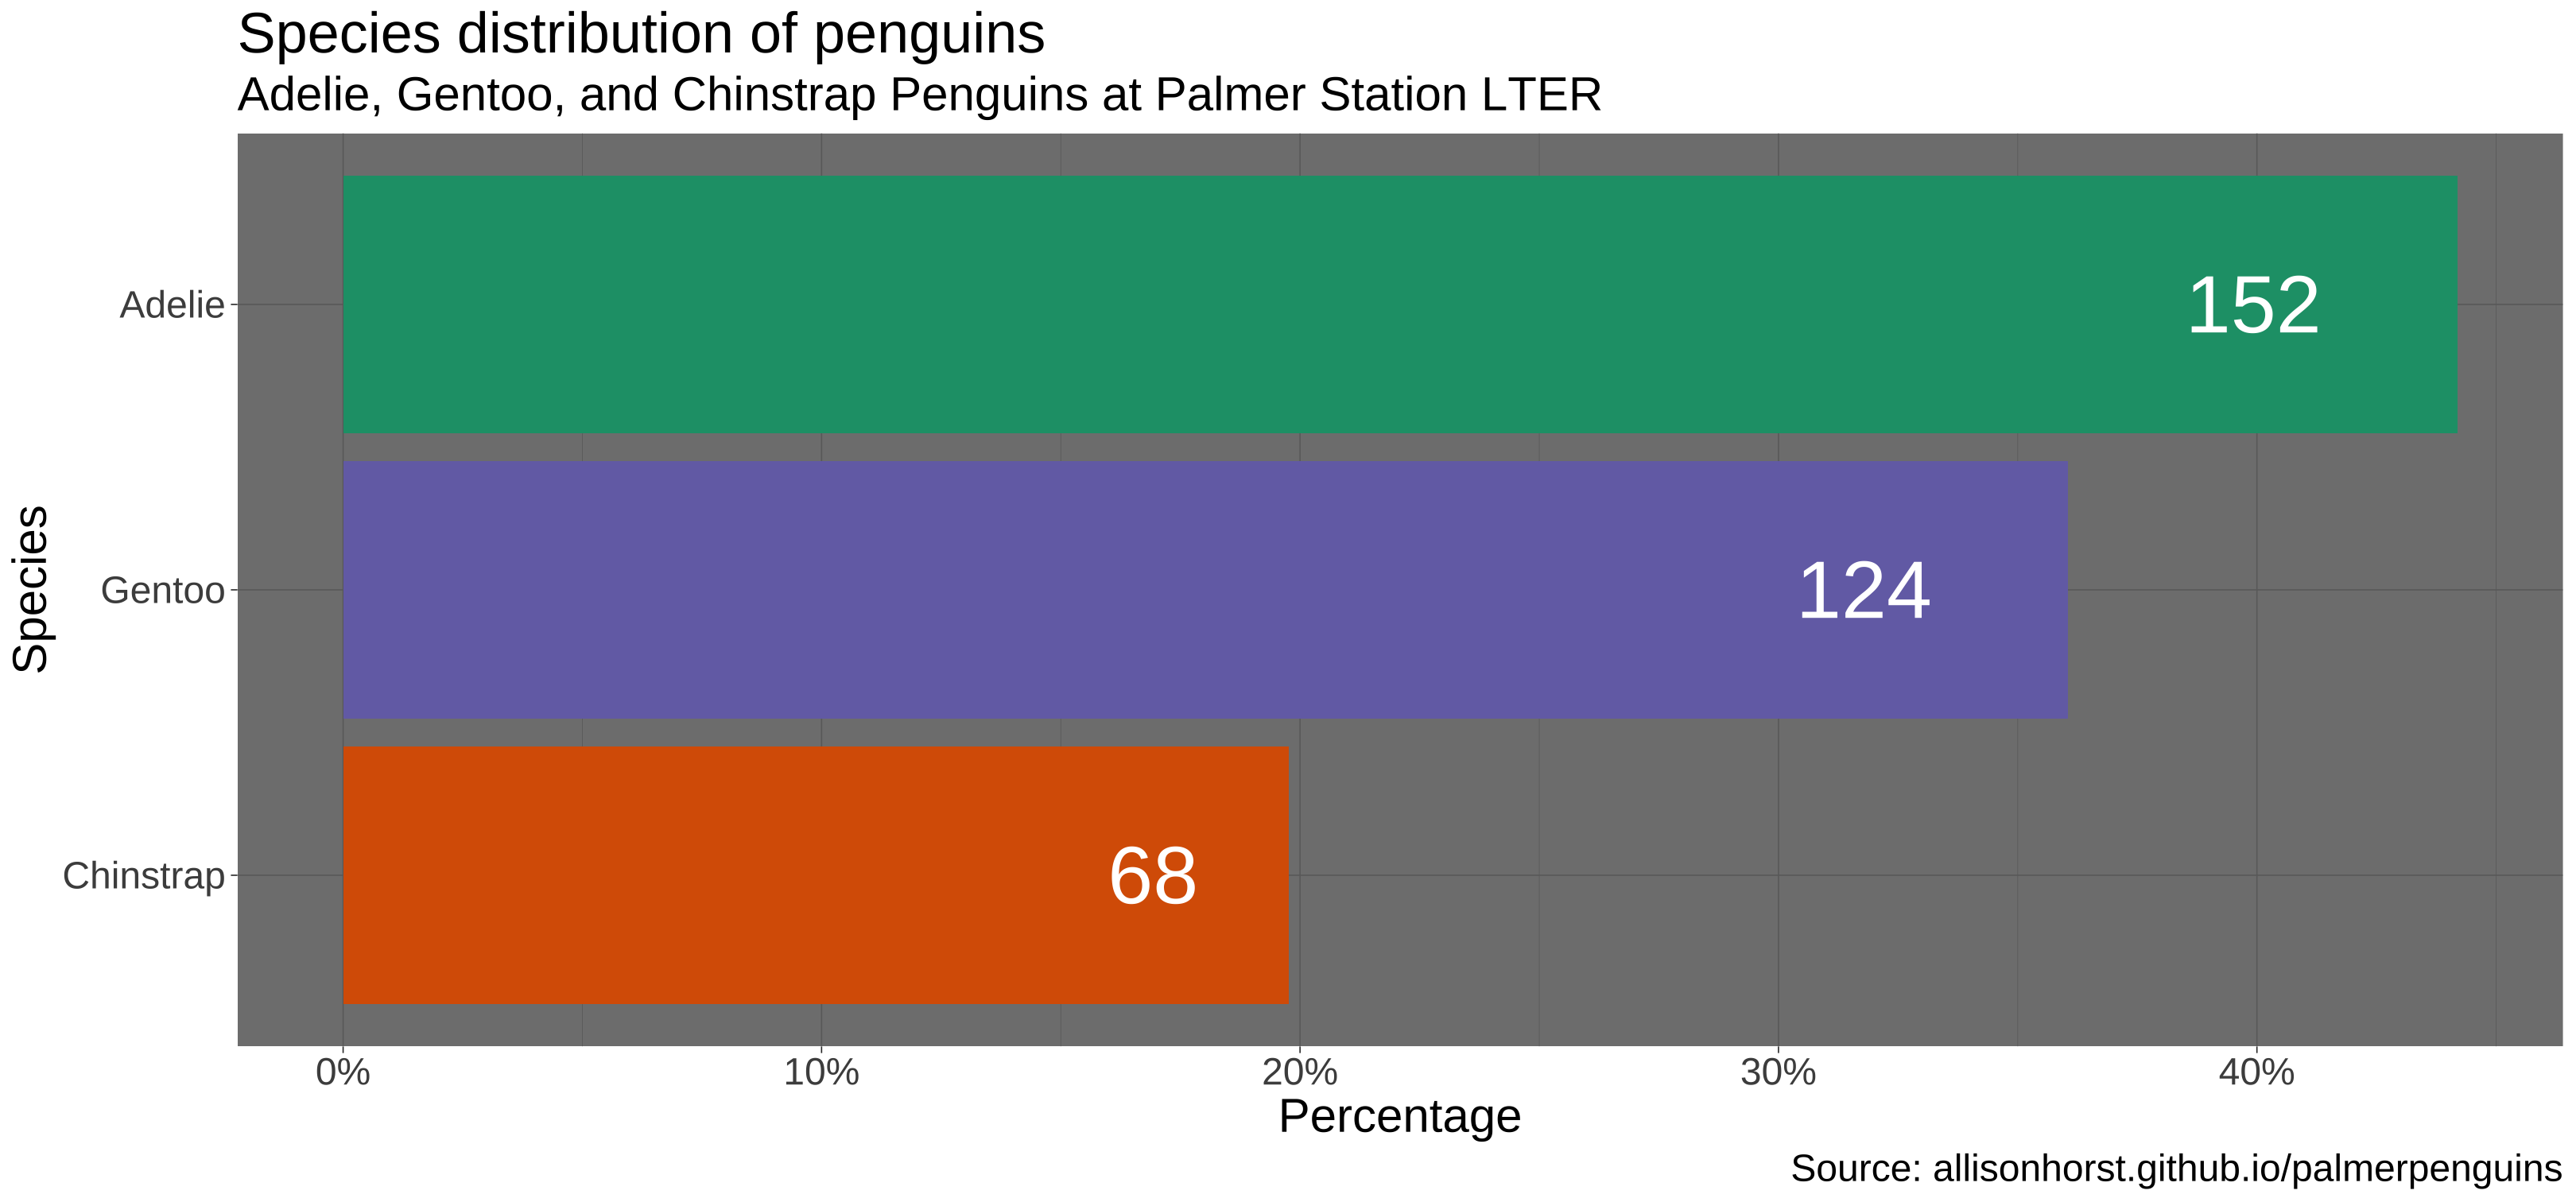 Species distribution of penguins
Adelie, Gentoo, and Chinstrap Penguins at Palmer Station LTER
Species
Adelie
152
Gentoo
124
Chinstrap
68
0% 10% 20% 30% 40%
Percentage
Source: allisonhorst.github.io/palmerpenguins